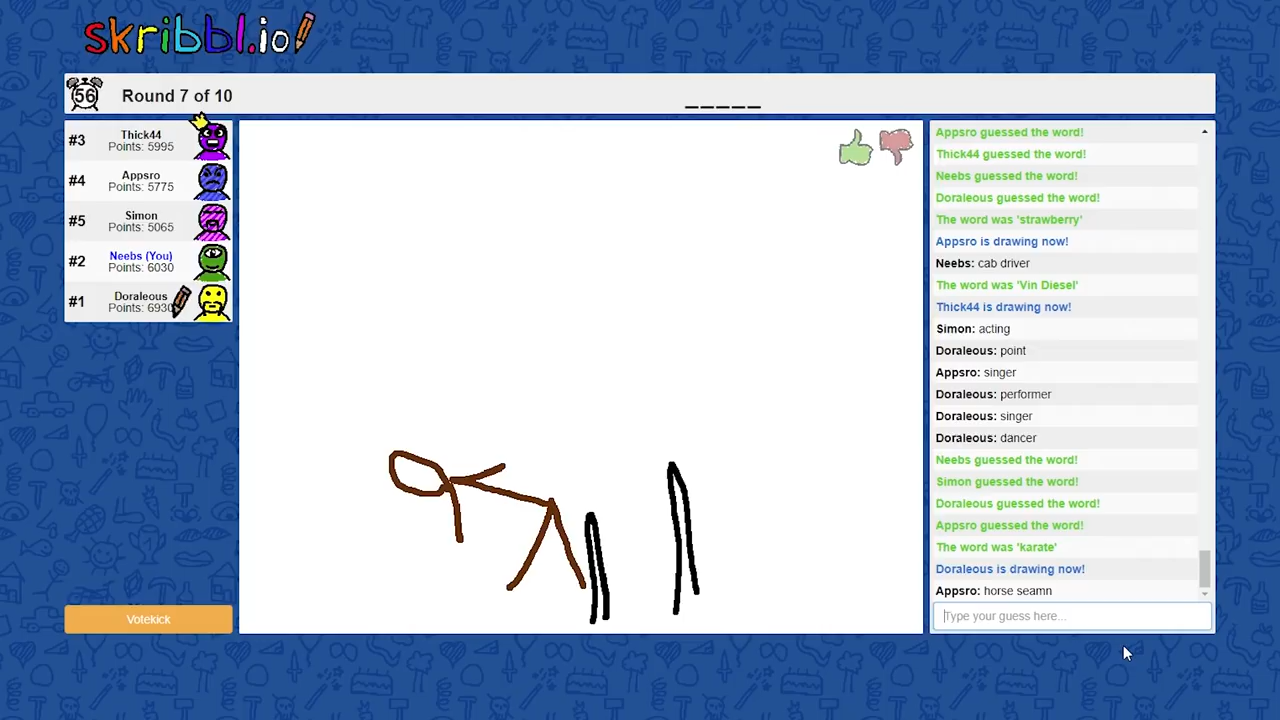 skribbl.io
56
Round 7 of 10
_ _ _ _ _
#3
Thick44
Points: 5995
#4
Appsro
Points: 5775
#5
Simon
Points: 5065
#2
Neebs (You)
Points: 6030
#1
Doraleous
Points: 6930
Votekick
Appsro guessed the word!
Thick44 guessed the word!
Neebs guessed the word!
Doraleous guessed the word!
The word was 'strawberry'
Appsro is drawing now!
Neebs: cab driver
The word was 'Vin Diesel'
Thick44 is drawing now!
Simon: acting
Doraleous: point
Appsro: singer
Doraleous: performer
Doraleous: singer
Doraleous: dancer
Neebs guessed the word!
Simon guessed the word!
Doraleous guessed the word!
Appsro guessed the word!
The word was 'karate'
Doraleous is drawing now!
Appsro: horse seamn
Type your guess here...